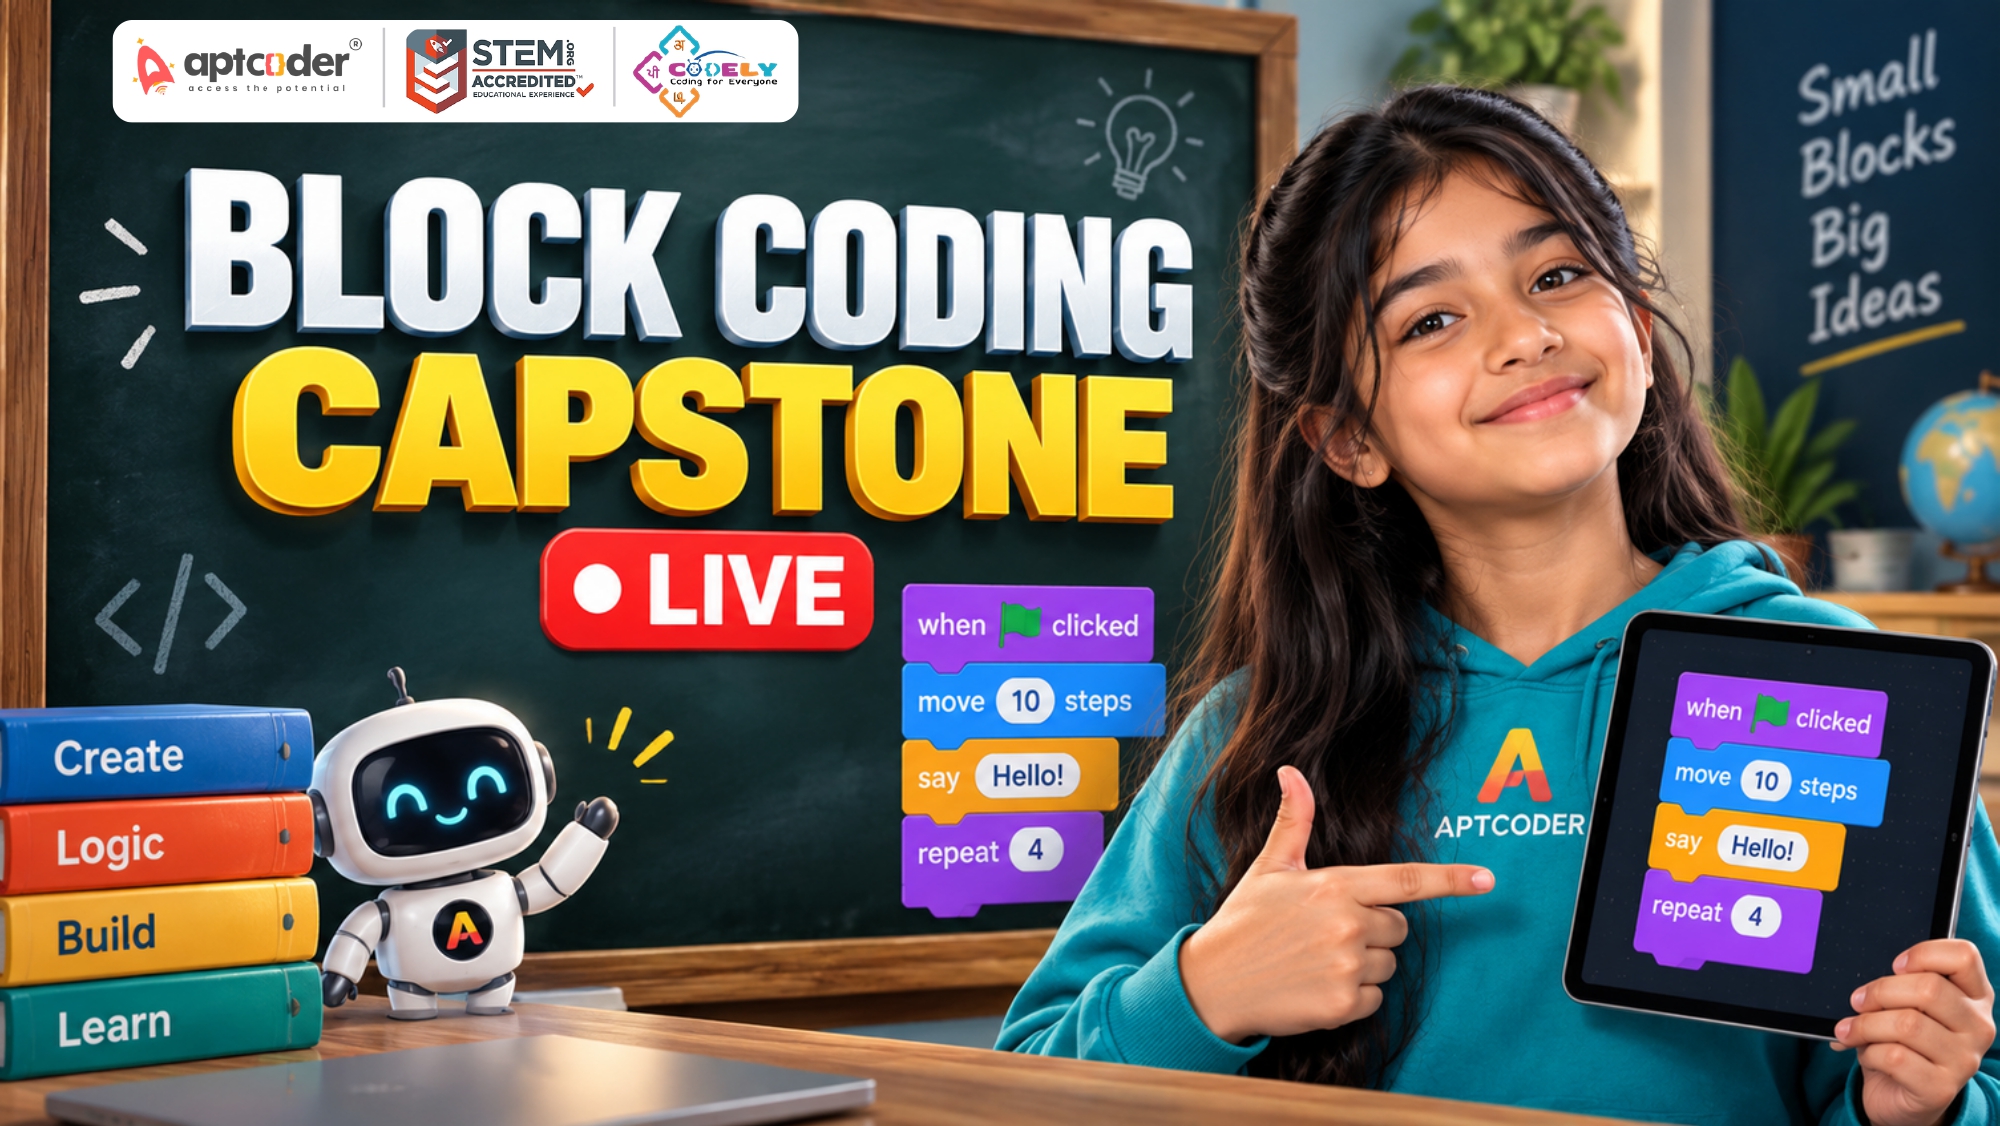 aptcoder®
access the potential
STEM.ORG
ACCREDITED™
EDUCATIONAL EXPERIENCE
अ
पी
CODELY
Coding for Everyone
BLOCK CODING
CAPSTONE
LIVE
when clicked
move 10 steps
say Hello!
repeat 4
</>
Create
Logic
Build
Learn
A
A
APTCODER
when clicked
move 10 steps
say Hello!
repeat 4
Small
Blocks
Big
Ideas